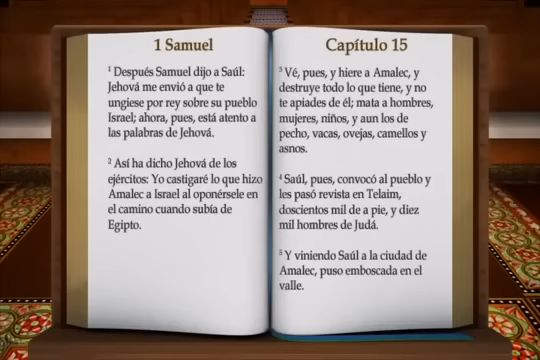 1 Samuel
1 Después Samuel dijo a Saúl:
Jehová me envió a que te
ungiese por rey sobre su pueblo
Israel; ahora, pues, está atento a
las palabras de Jehová.
2 Así ha dicho Jehová de los
ejércitos: Yo castigaré lo que hizo
Amalec a Israel al oponérsele en
el camino cuando subía de
Egipto.
Capítulo 15
3 Vé, pues, y hiere a Amalec, y
destruye todo lo que tiene, y no
te apiades de él; mata a hombres,
mujeres, niños, y aun los de
pecho, vacas, ovejas, camellos y
asnos.
4 Saúl, pues, convocó al pueblo y
les pasó revista en Telaim,
doscientos mil de a pie, y diez
mil hombres de Judá.
5 Y viniendo Saúl a la ciudad de
Amalec, puso emboscada en el
valle.